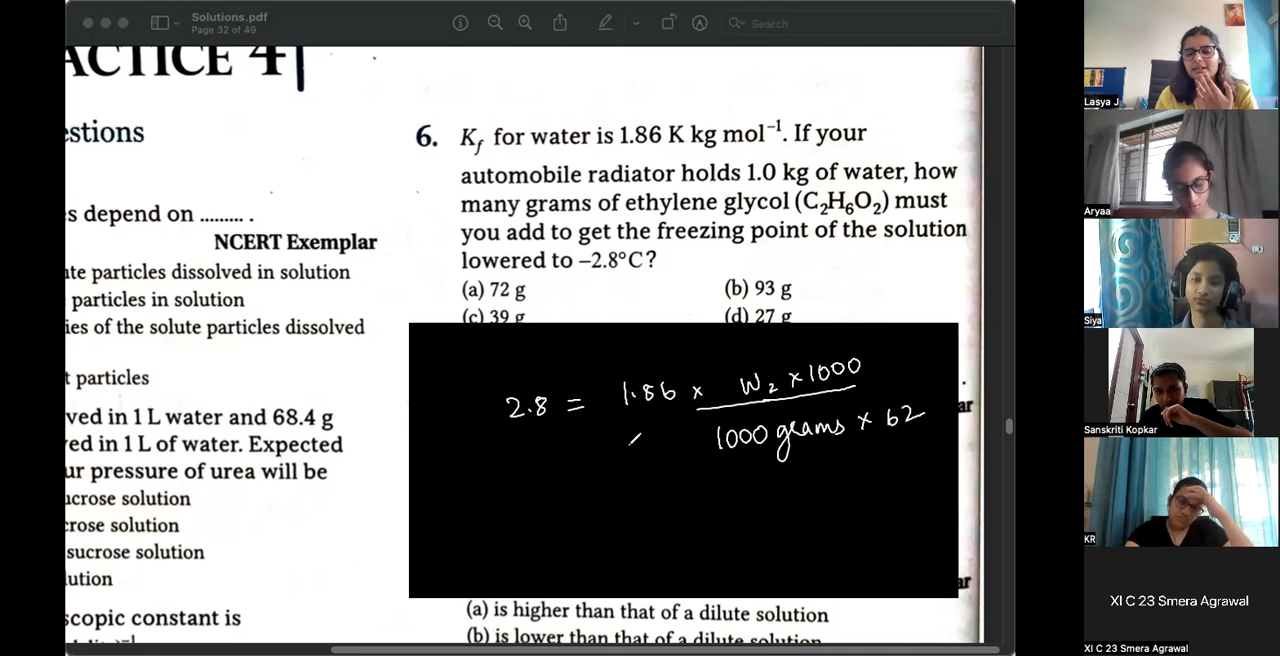 Solutions.pdf
Page 32 of 49
Search
ACTICE 4
estions
s depend on ......... .
NCERT Exemplar
ute particles dissolved in solution
particles in solution
ies of the solute particles dissolved
t particles
ved in 1 L water and 68.4 g
ed in 1 L of water. Expected
ur pressure of urea will be
ucrose solution
crose solution
sucrose solution
lution
scopic constant is
6. Kf for water is 1.86 K kg mol⁻¹. If your
automobile radiator holds 1.0 kg of water, how
many grams of ethylene glycol (C₂H₆O₂) must
you add to get the freezing point of the solution
lowered to –2.8°C?
(a) 72 g (b) 93 g
(c) 39 g (d) 27 g
2.8 = 1.86 × W₂ × 1000
1000 grams × 62
ar
ar
(a) is higher than that of a dilute solution
(b) is lower than that of a dilute solution
Lasya J
Aryaa
Siya
Sanskriti Kopkar
KR
XI C 23 Smera Agrawal
XI C 23 Smera Agrawal